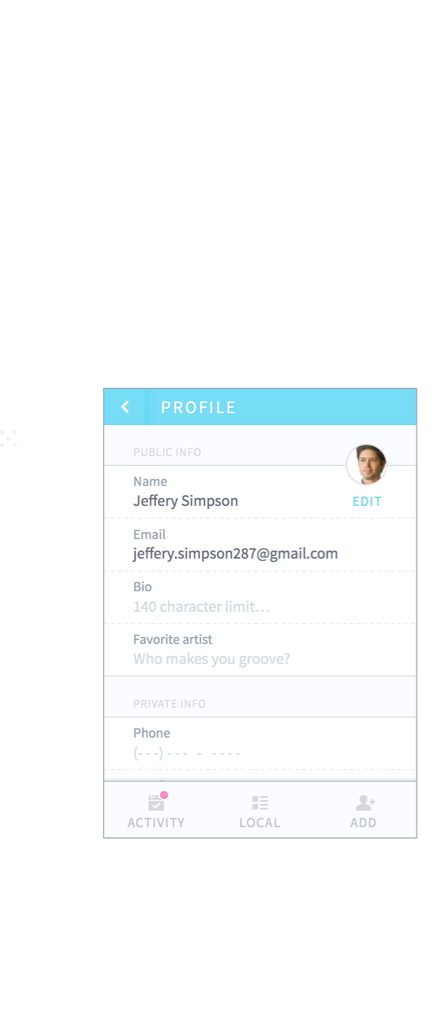 PROFILE
PUBLIC INFO
Name
Jeffery Simpson
EDIT
Email
jeffery.simpson287@gmail.com
Bio
140 character limit...
Favorite artist
Who makes you groove?
PRIVATE INFO
Phone
(---) --- - ----
ACTIVITY
LOCAL
ADD